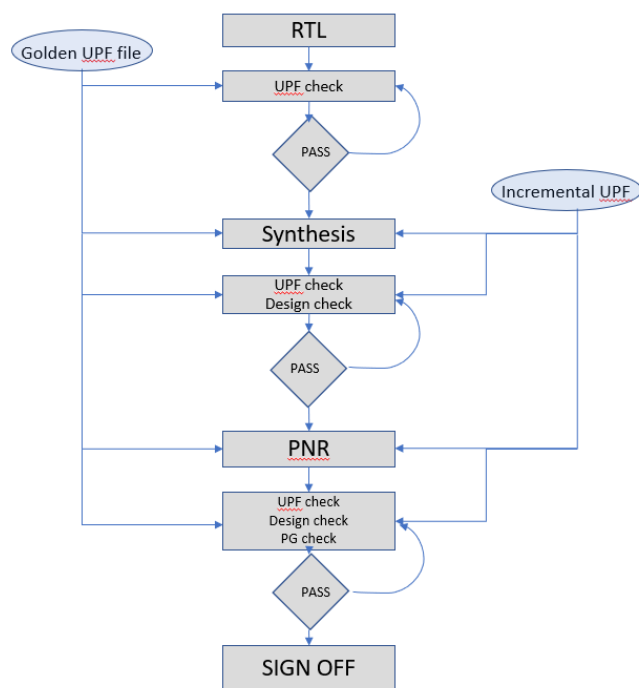 RTL
Golden UPF file
UPF check
PASS
Incremental UPF
Synthesis
UPF check
Design check
PASS
PNR
UPF check
Design check
PG check
PASS
SIGN OFF